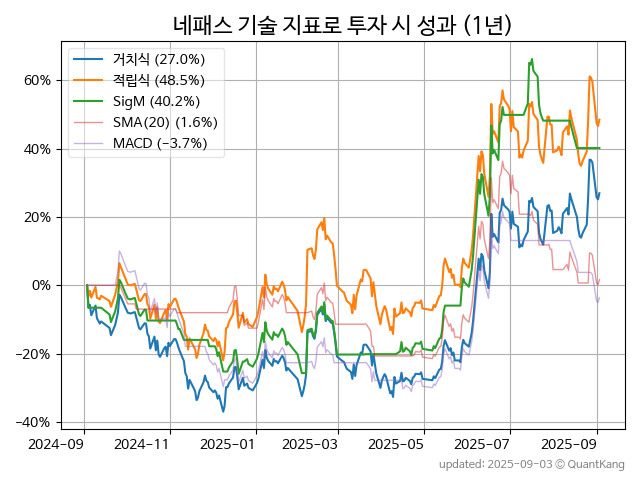 네패스 기술 지표로 투자 시 성과 (1년)
거치식 (27.0%)
적립식 (48.5%)
SigM (40.2%)
SMA(20) (1.6%)
MACD (−3.7%)
60%
40%
20%
0%
−20%
−40%
2024-09 2024-11 2025-01 2025-03 2025-05 2025-07 2025-09
updated: 2025-09-03 © QuantKang